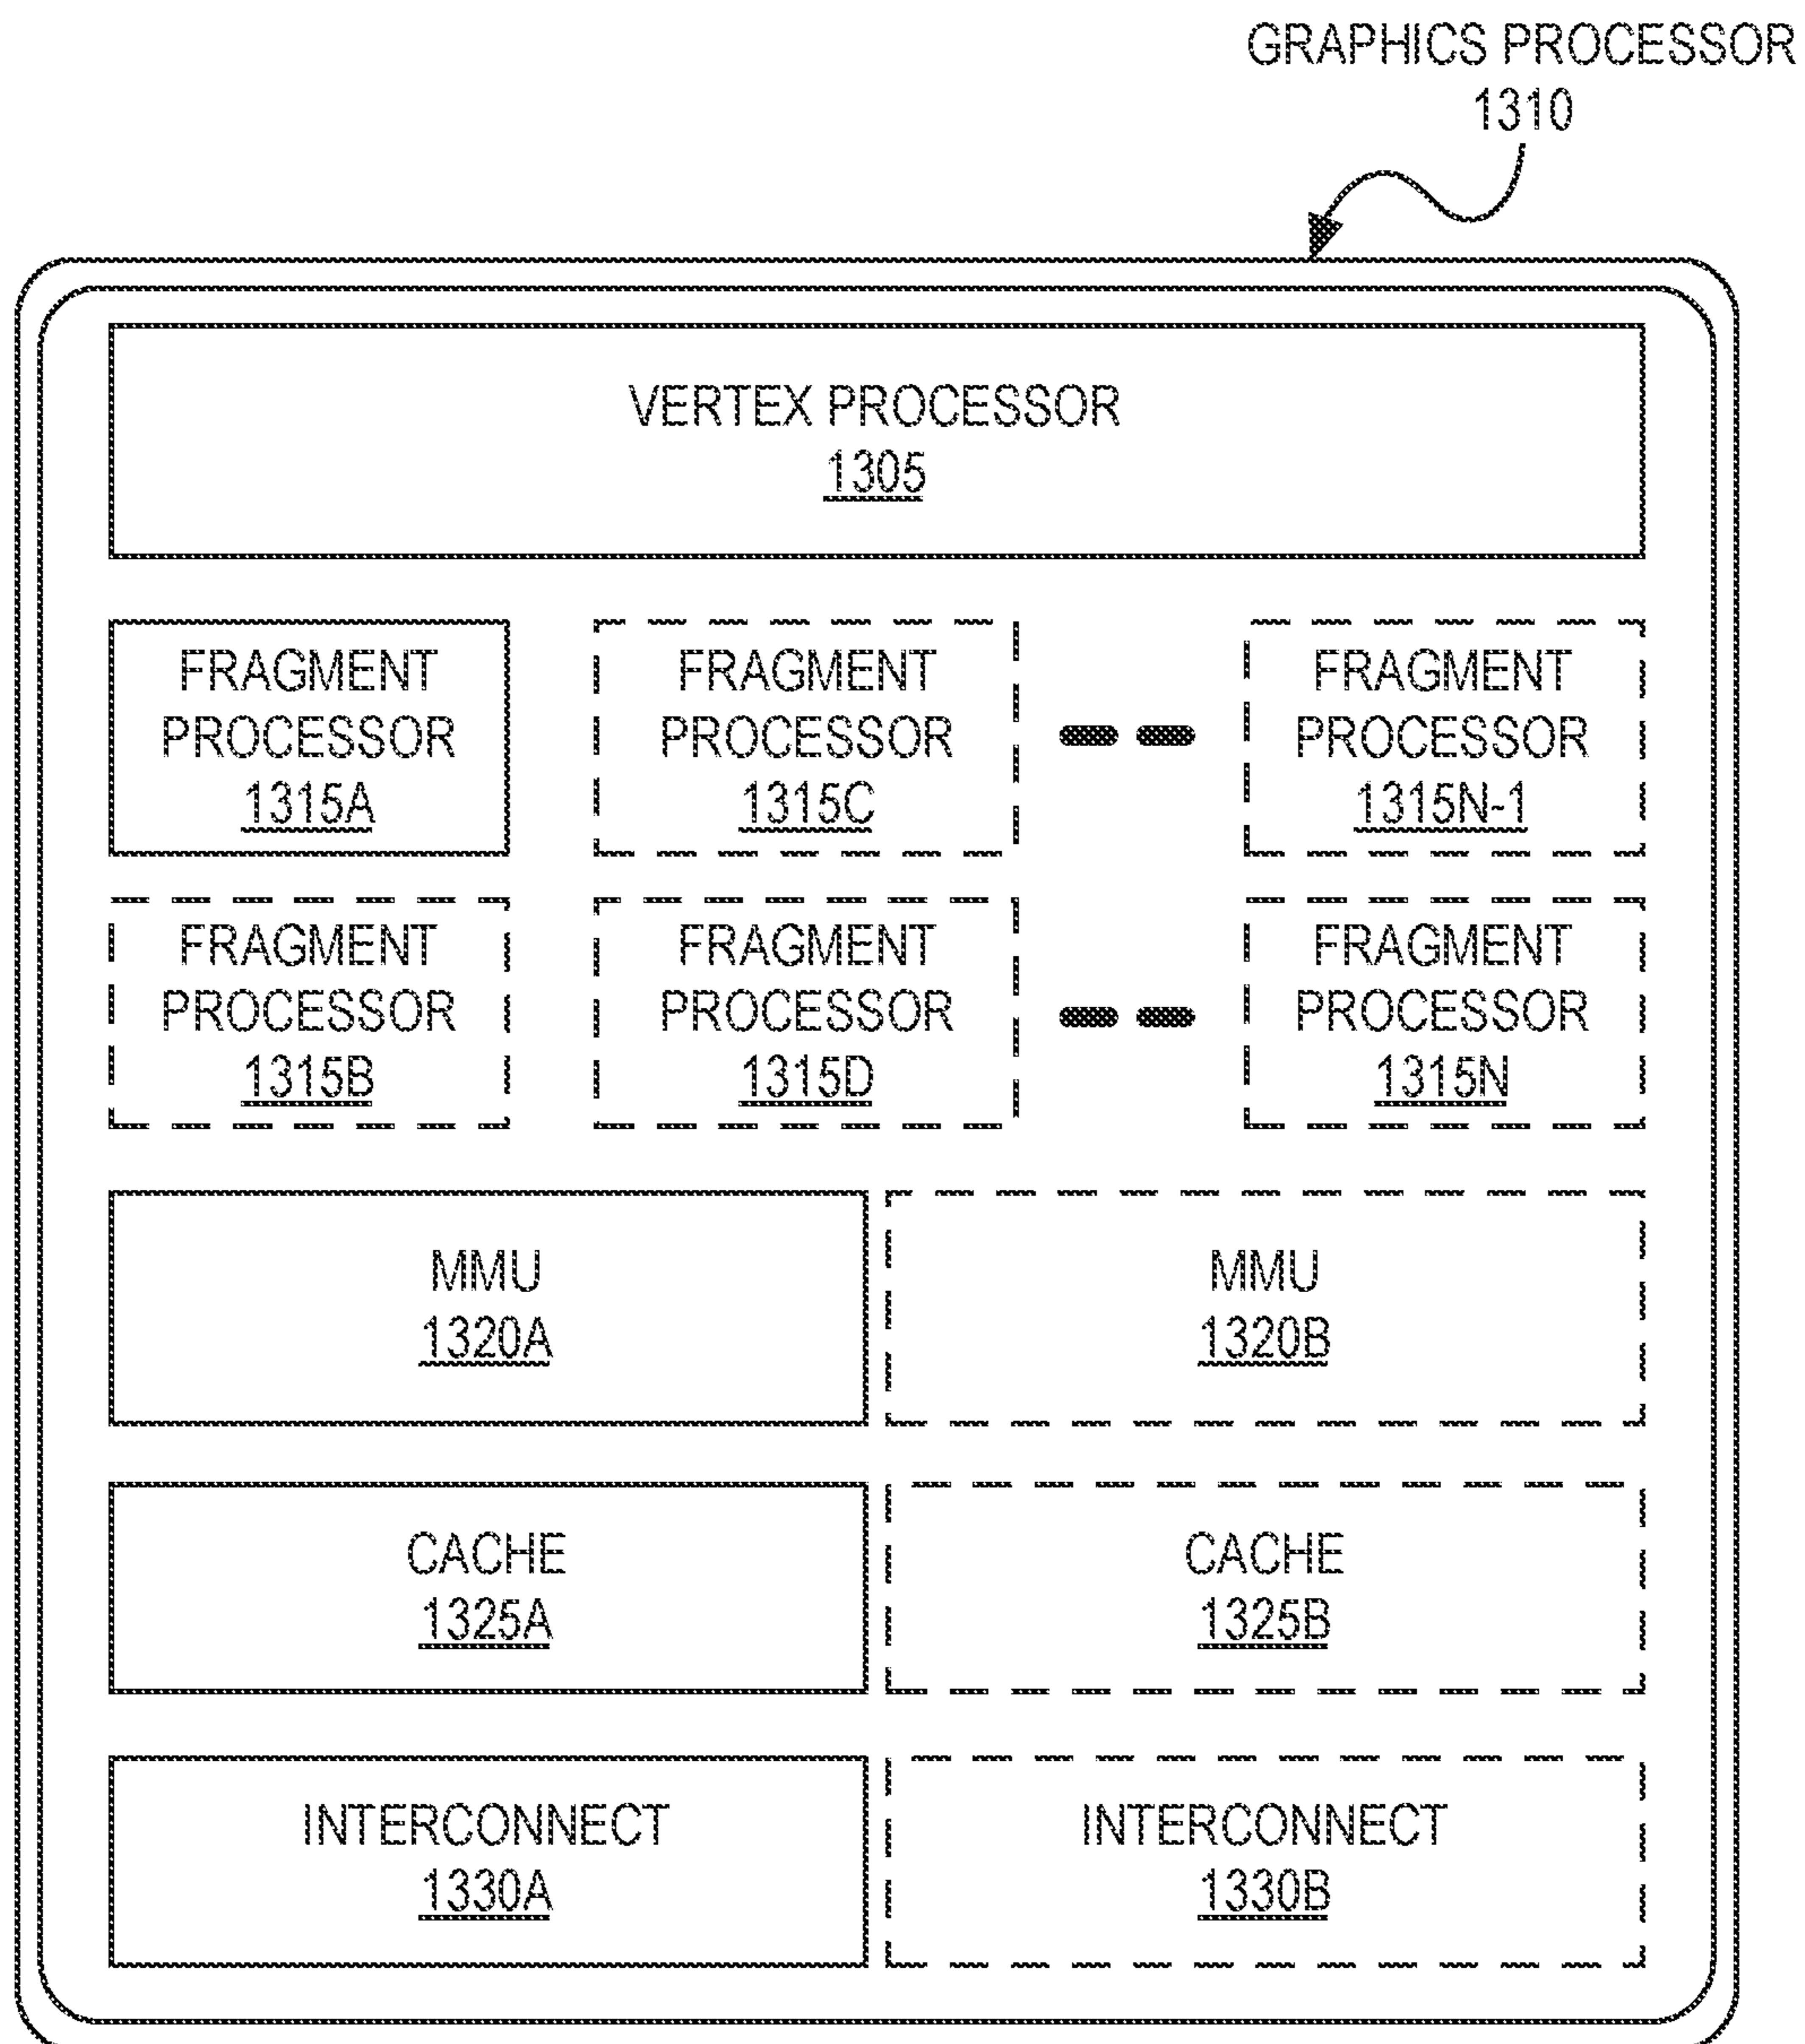 GRAPHICS PROCESSOR
1310
VERTEX PROCESSOR
1305
FRAGMENT
PROCESSOR
1315A
FRAGMENT
PROCESSOR
1315C
FRAGMENT
PROCESSOR
1315N-1
FRAGMENT
PROCESSOR
1315B
FRAGMENT
PROCESSOR
1315D
FRAGMENT
PROCESSOR
1315N
MMU
1320A
MMU
1320B
CACHE
1325A
CACHE
1325B
INTERCONNECT
1330A
INTERCONNECT
1330B